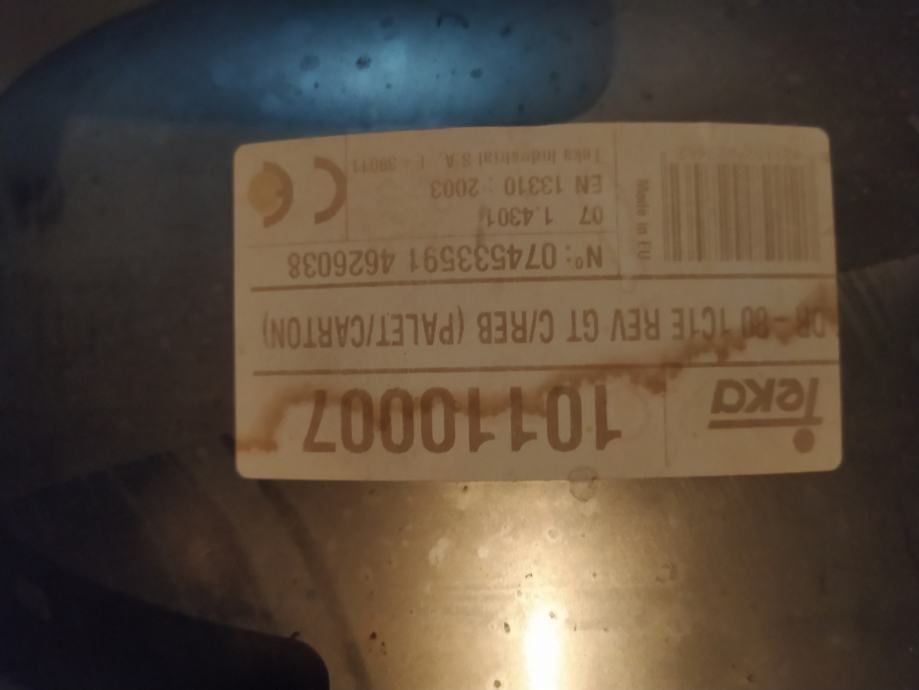 Teka
10110007
DR - 80 1C1E REV GT C/REB (PALET/CARTON)
Nº: 074533591 4626038
07 1.4301
EN 13310 : 2003
Teka Industrial S.A. E - 39011
CE
Made in EU